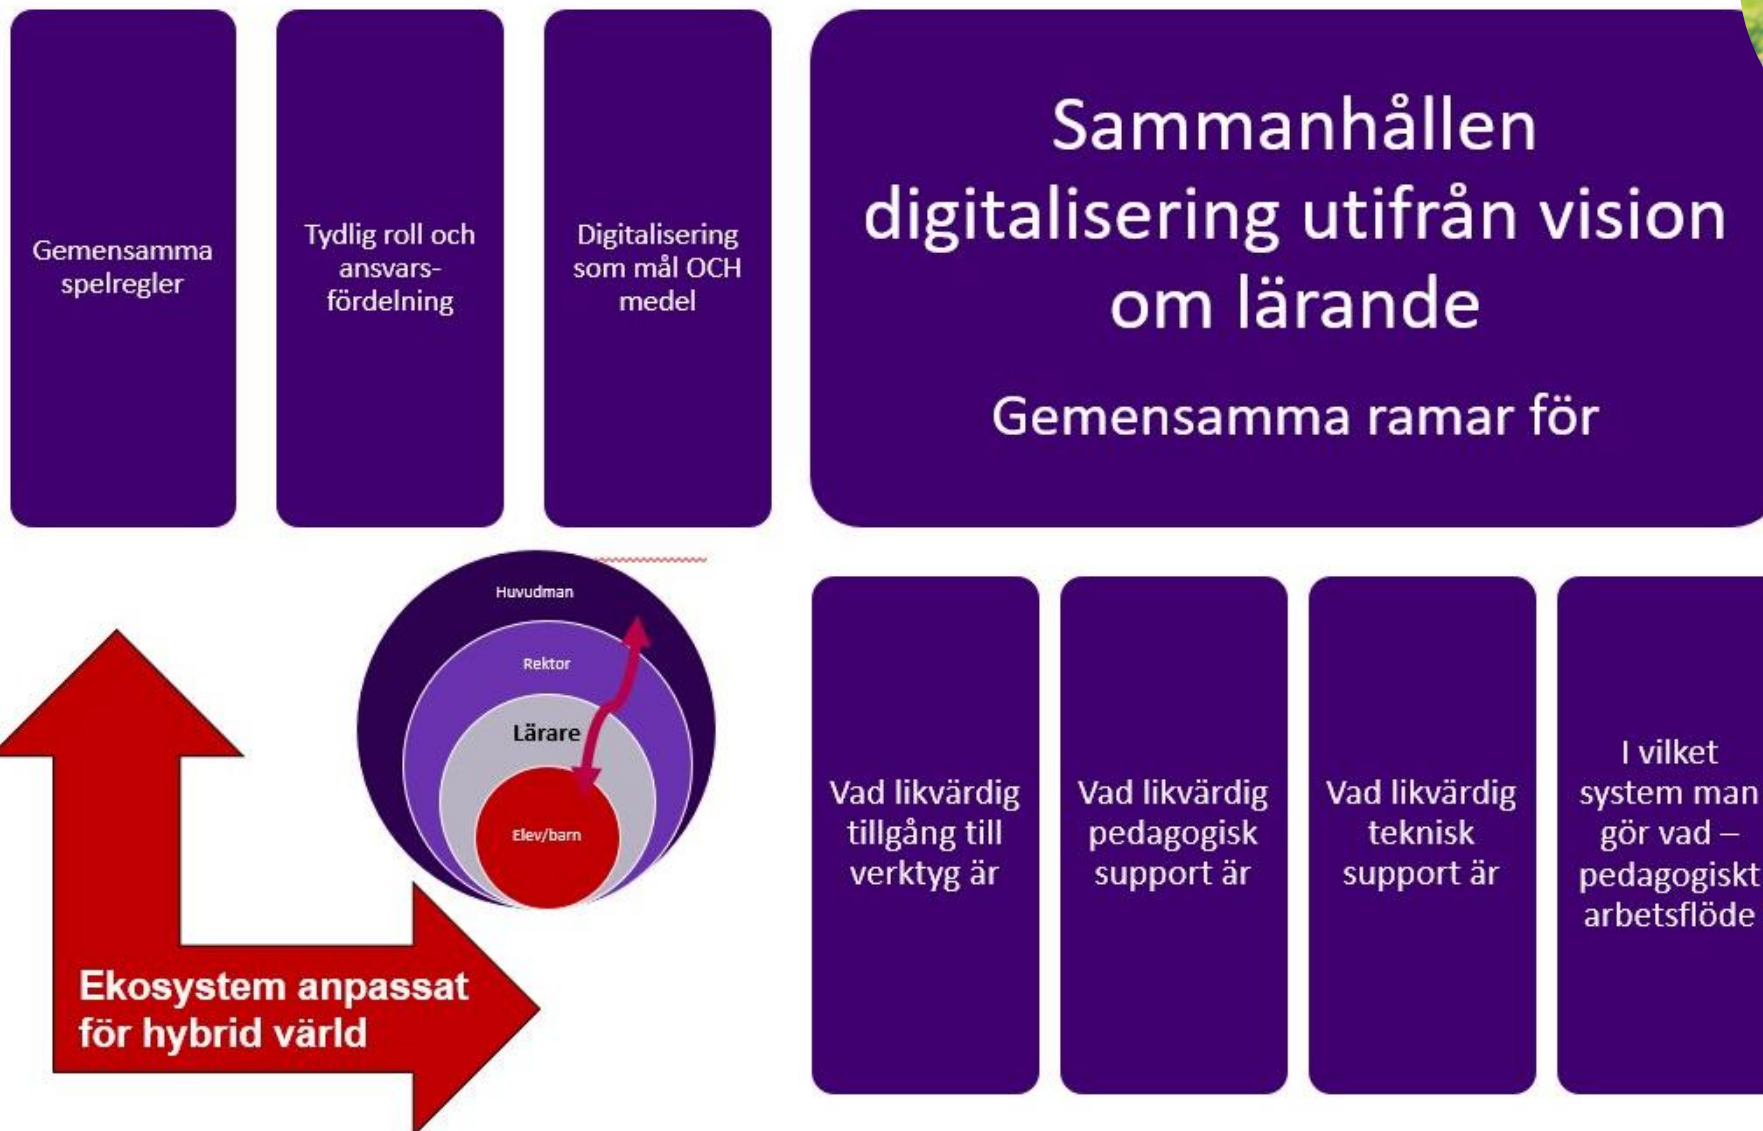 Gemensamma
spelregler
Tydlig roll och
ansvars-
fördelning
Digitalisering
som mål OCH
medel
Sammanhållen
digitalisering utifrån vision
om lärande
Gemensamma ramar för
Huvudman
Rektor
Lärare
Elev/barn
Ekosystem anpassat
för hybrid värld
Vad likvärdig
tillgång till
verktyg är
Vad likvärdig
pedagogisk
support är
Vad likvärdig
teknisk
support är
I vilket
system man
gör vad –
pedagogiskt
arbetsflöde